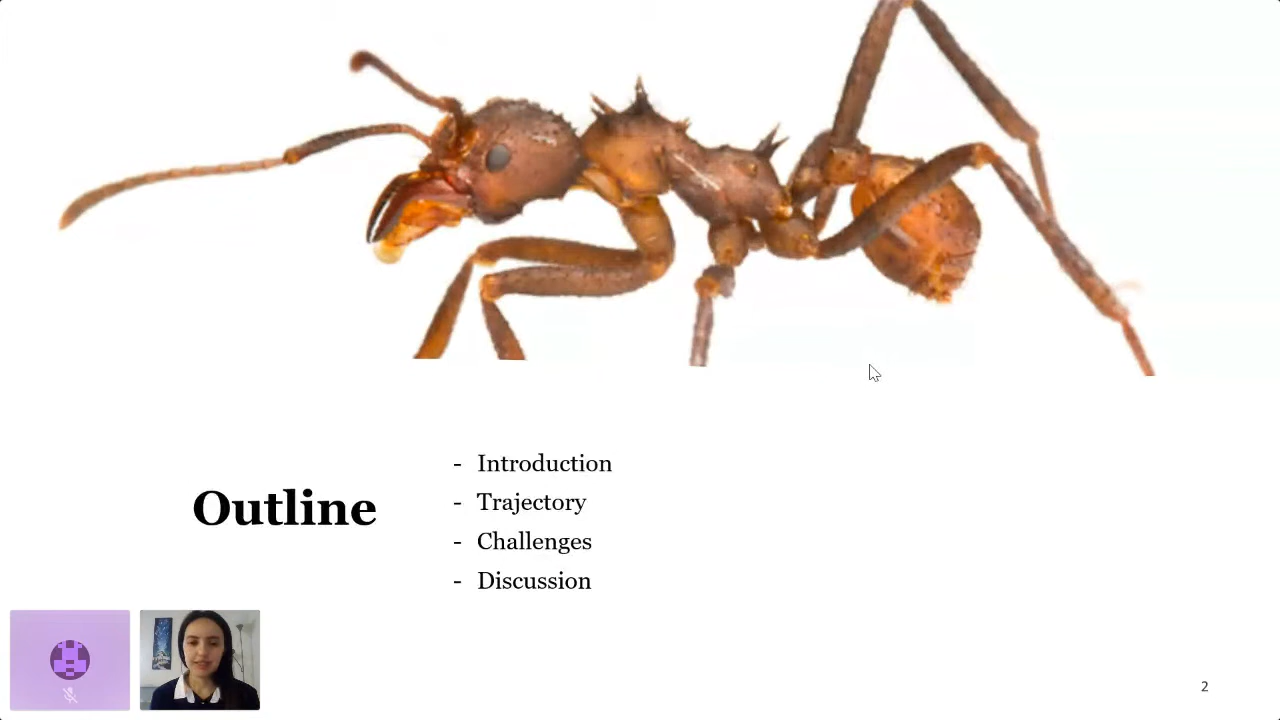 Outline
- Introduction
- Trajectory
- Challenges
- Discussion
2